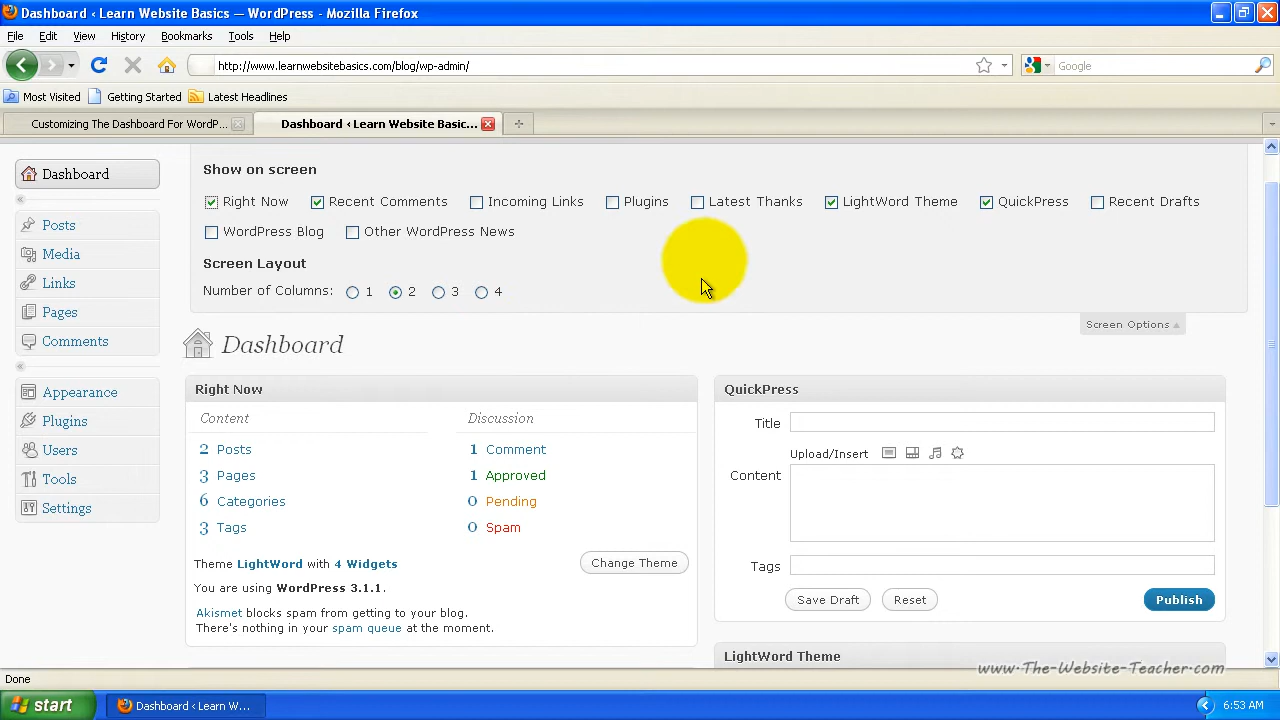 Dashboard ‹ Learn Website Basics — WordPress - Mozilla Firefox
File Edit View History Bookmarks Tools Help
http://www.learnwebsitebasics.com/blog/wp-admin/ Google
Most Visited Getting Started Latest Headlines
Customizing The Dashboard For WordP... Dashboard ‹ Learn Website Basic...
Dashboard
Posts
Media
Links
Pages
Comments
Appearance
Plugins
Users
Tools
Settings
Show on screen
Right Now Recent Comments Incoming Links Plugins Latest Thanks LightWord Theme QuickPress Recent Drafts
WordPress Blog Other WordPress News
Screen Layout
Number of Columns: 1 2 3 4
Screen Options
Dashboard
Right Now
Content Discussion
2 Posts 1 Comment
3 Pages 1 Approved
6 Categories 0 Pending
3 Tags 0 Spam
Theme LightWord with 4 Widgets Change Theme
You are using WordPress 3.1.1.
Akismet blocks spam from getting to your blog.
There's nothing in your spam queue at the moment.
QuickPress
Title
Upload/Insert
Content
Tags
Save Draft Reset Publish
LightWord Theme
www.The-Website-Teacher.com
Done
start Dashboard ‹ Learn W... 6:53 AM